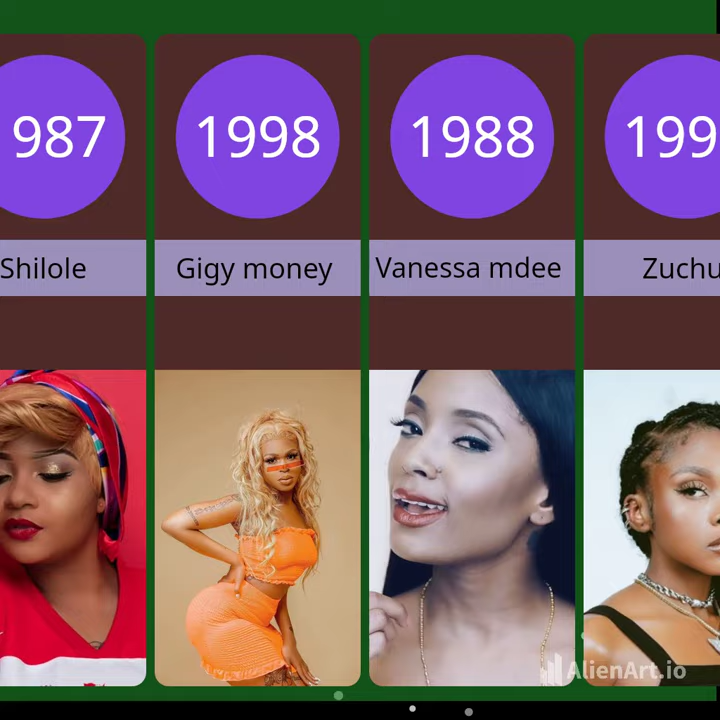 987
Shilole
1998
Gigy money
1988
Vanessa mdee
199
Zuchu
AlienArt.io